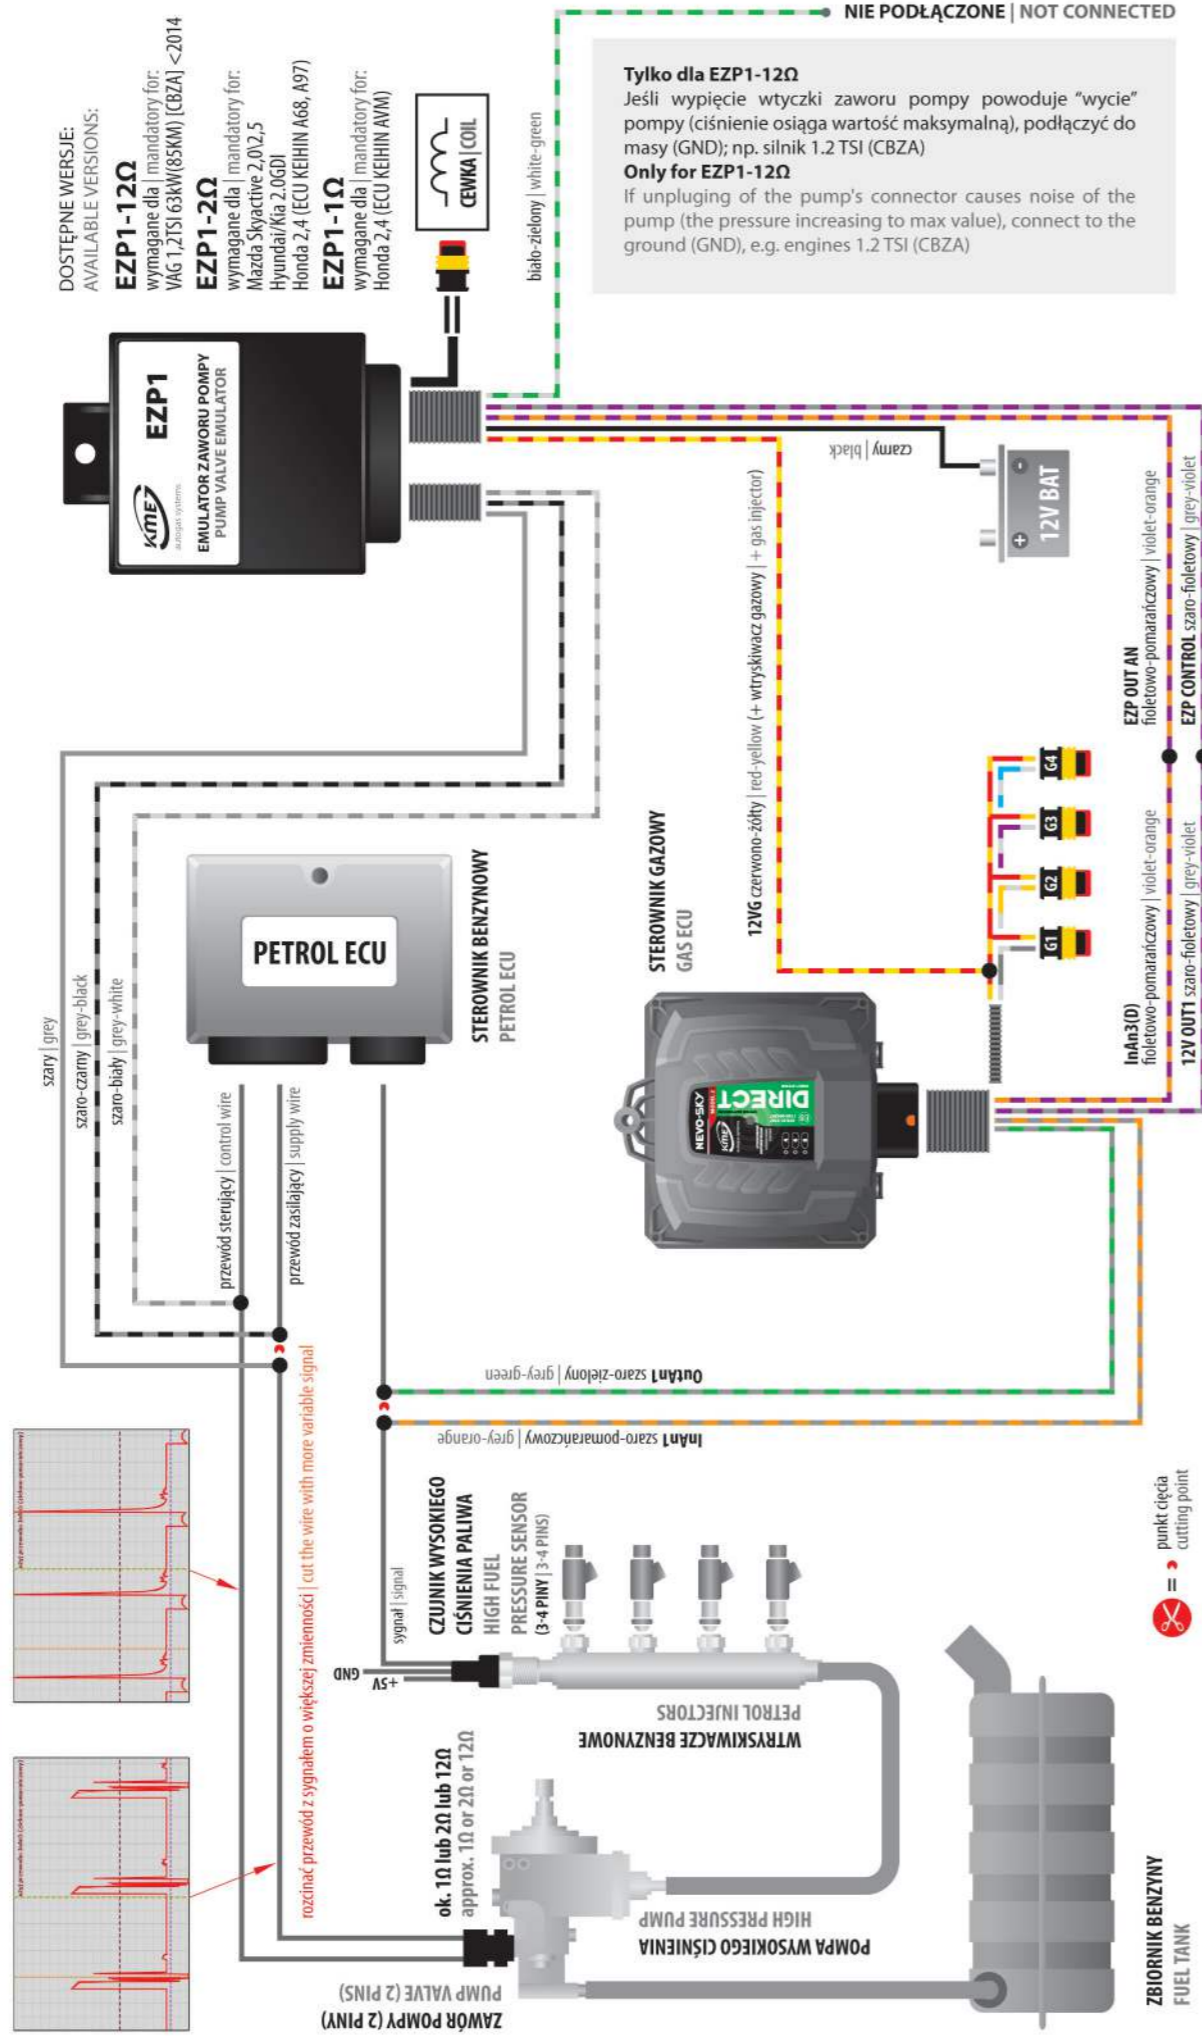 NIE PODŁĄCZONE | NOT CONNECTED
Tylko dla EZP1-12Ω
Jeśli wypięcie wtyczki zaworu pompy powoduje "wycie"
pompy (ciśnienie osiąga wartość maksymalną), podłączyć do
masy (GND); np. silnik 1.2 TSI (CBZA)
Only for EZP1-12Ω
If unpluging of the pump's connector causes noise of the
pump (the pressure increasing to max value), connect to the
ground (GND), e.g. engines 1.2 TSI (CBZA)
DOSTĘPNE WERSJE:
AVAILABLE VERSIONS:
EZP1-12Ω
wymagane dla | mandatory for:
VAG 1,2TSI 63kW(85KM) [CBZA] <2014
EZP1-2Ω
wymagane dla | mandatory for:
Mazda Skyactive 2,0\2,5
Hyundai/Kia 2.0GDI
Honda 2,4 (ECU KEIHIN A68, A97)
EZP1-1Ω
wymagane dla | mandatory for:
Honda 2,4 (ECU KEIHIN AVM)
CEWKA | COIL
biało-zielony | white-green
KME
autogas systems
EZP1
EMULATOR ZAWORU POMPY
PUMP VALVE EMULATOR
czarny | black
12V BAT
+
-
szary | grey
szaro-czarny | grey-black
szaro-biały | grey-white
PETROL ECU
STEROWNIK BENZYNOWY
PETROL ECU
przewód sterujący | control wire
przewód zasilający | supply wire
12VG czerwono-żółty | red-yellow (+ wtryskiwacz gazowy | + gas injector)
STEROWNIK GAZOWY
GAS ECU
NEVO-SKY
KME
DIRECT
G1
G2
G3
G4
EZP OUT AN
fioletowo-pomarańczowy | violet-orange
EZP CONTROL szaro-fioletowy | grey-violet
InAn3(D)
fioletowo-pomarańczowy | violet-orange
12V OUT1 szaro-fioletowy | grey-violet
OutAn1 szaro-zielony | grey-green
InAn1 szaro-pomarańczowy | grey-orange
rozcinać przewód z sygnałem o większej zmienności | cut the wire with more variable signal
sygnał | signal
GND
+5V
CZUJNIK WYSOKIEGO
CIŚNIENIA PALIWA
HIGH FUEL
PRESSURE SENSOR
(3-4 PINY | 3-4 PINS)
PETROL INJECTORS
WTRYSKIWACZE BENZYNOWE
ok. 1Ω lub 2Ω lub 12Ω
approx. 1Ω or 2Ω or 12Ω
HIGH PRESSURE PUMP
POMPA WYSOKIEGO CIŚNIENIA
PUMP VALVE (2 PINS)
ZAWÓR POMPY (2 PINY)
ZBIORNIK BENZYNY
FUEL TANK
=
punkt cięcia
cutting point